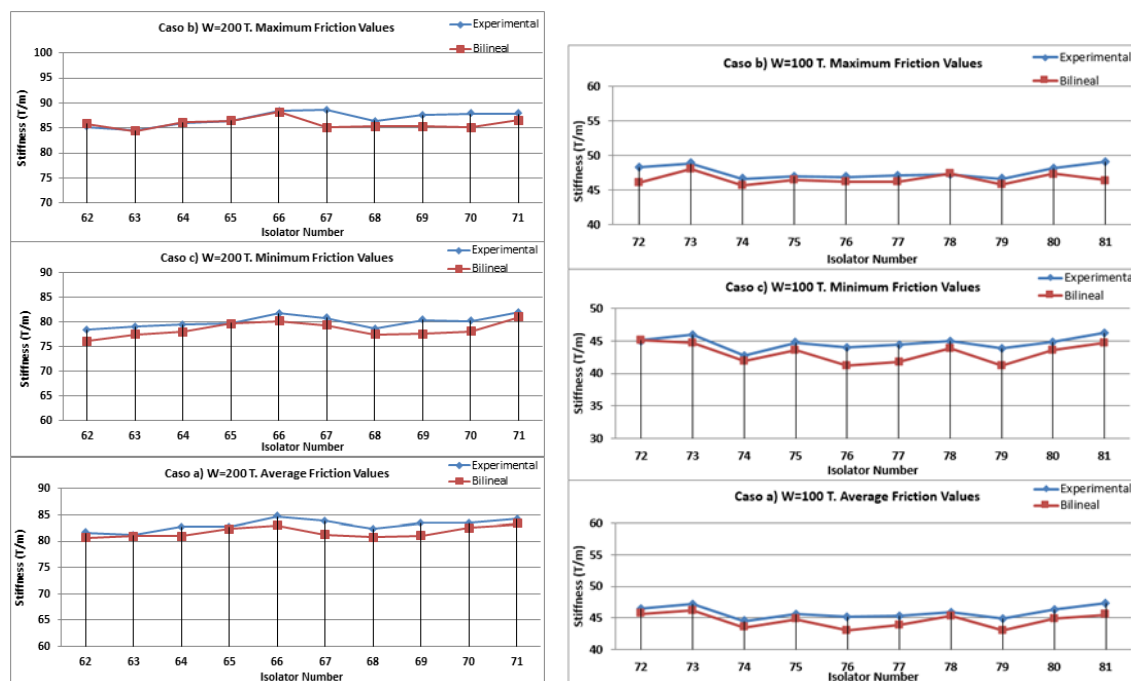 Caso b) W=200 T. Maximum Friction Values
Experimental
Bilineal
Stiffness (T/m)
100
95
90
85
80
75
70
62 63 64 65 66 67 68 69 70 71
Isolator Number
Caso c) W=200 T. Minimum Friction Values
Experimental
Bilineal
Stiffness (T/m)
90
85
80
75
70
65
60
62 63 64 65 66 67 68 69 70 71
Isolator Number
Caso a) W=200 T. Average Friction Values
Experimental
Bilineal
Stiffness (T/m)
90
85
80
75
70
65
60
62 63 64 65 66 67 68 69 70 71
Isolator Number
Caso b) W=100 T. Maximum Friction Values
Experimental
Bilineal
Stiffness (T/m)
60
55
50
45
40
72 73 74 75 76 77 78 79 80 81
Isolator Number
Caso c) W=100 T. Minimum Friction Values
Experimental
Bilineal
Stiffness (T/m)
50
45
40
35
30
72 73 74 75 76 77 78 79 80 81
Isolator Number
Caso a) W=100 T. Average Friction Values
Experimental
Bilineal
Stiffness (T/m)
60
55
50
45
40
72 73 74 75 76 77 78 79 80 81
Isolator Number